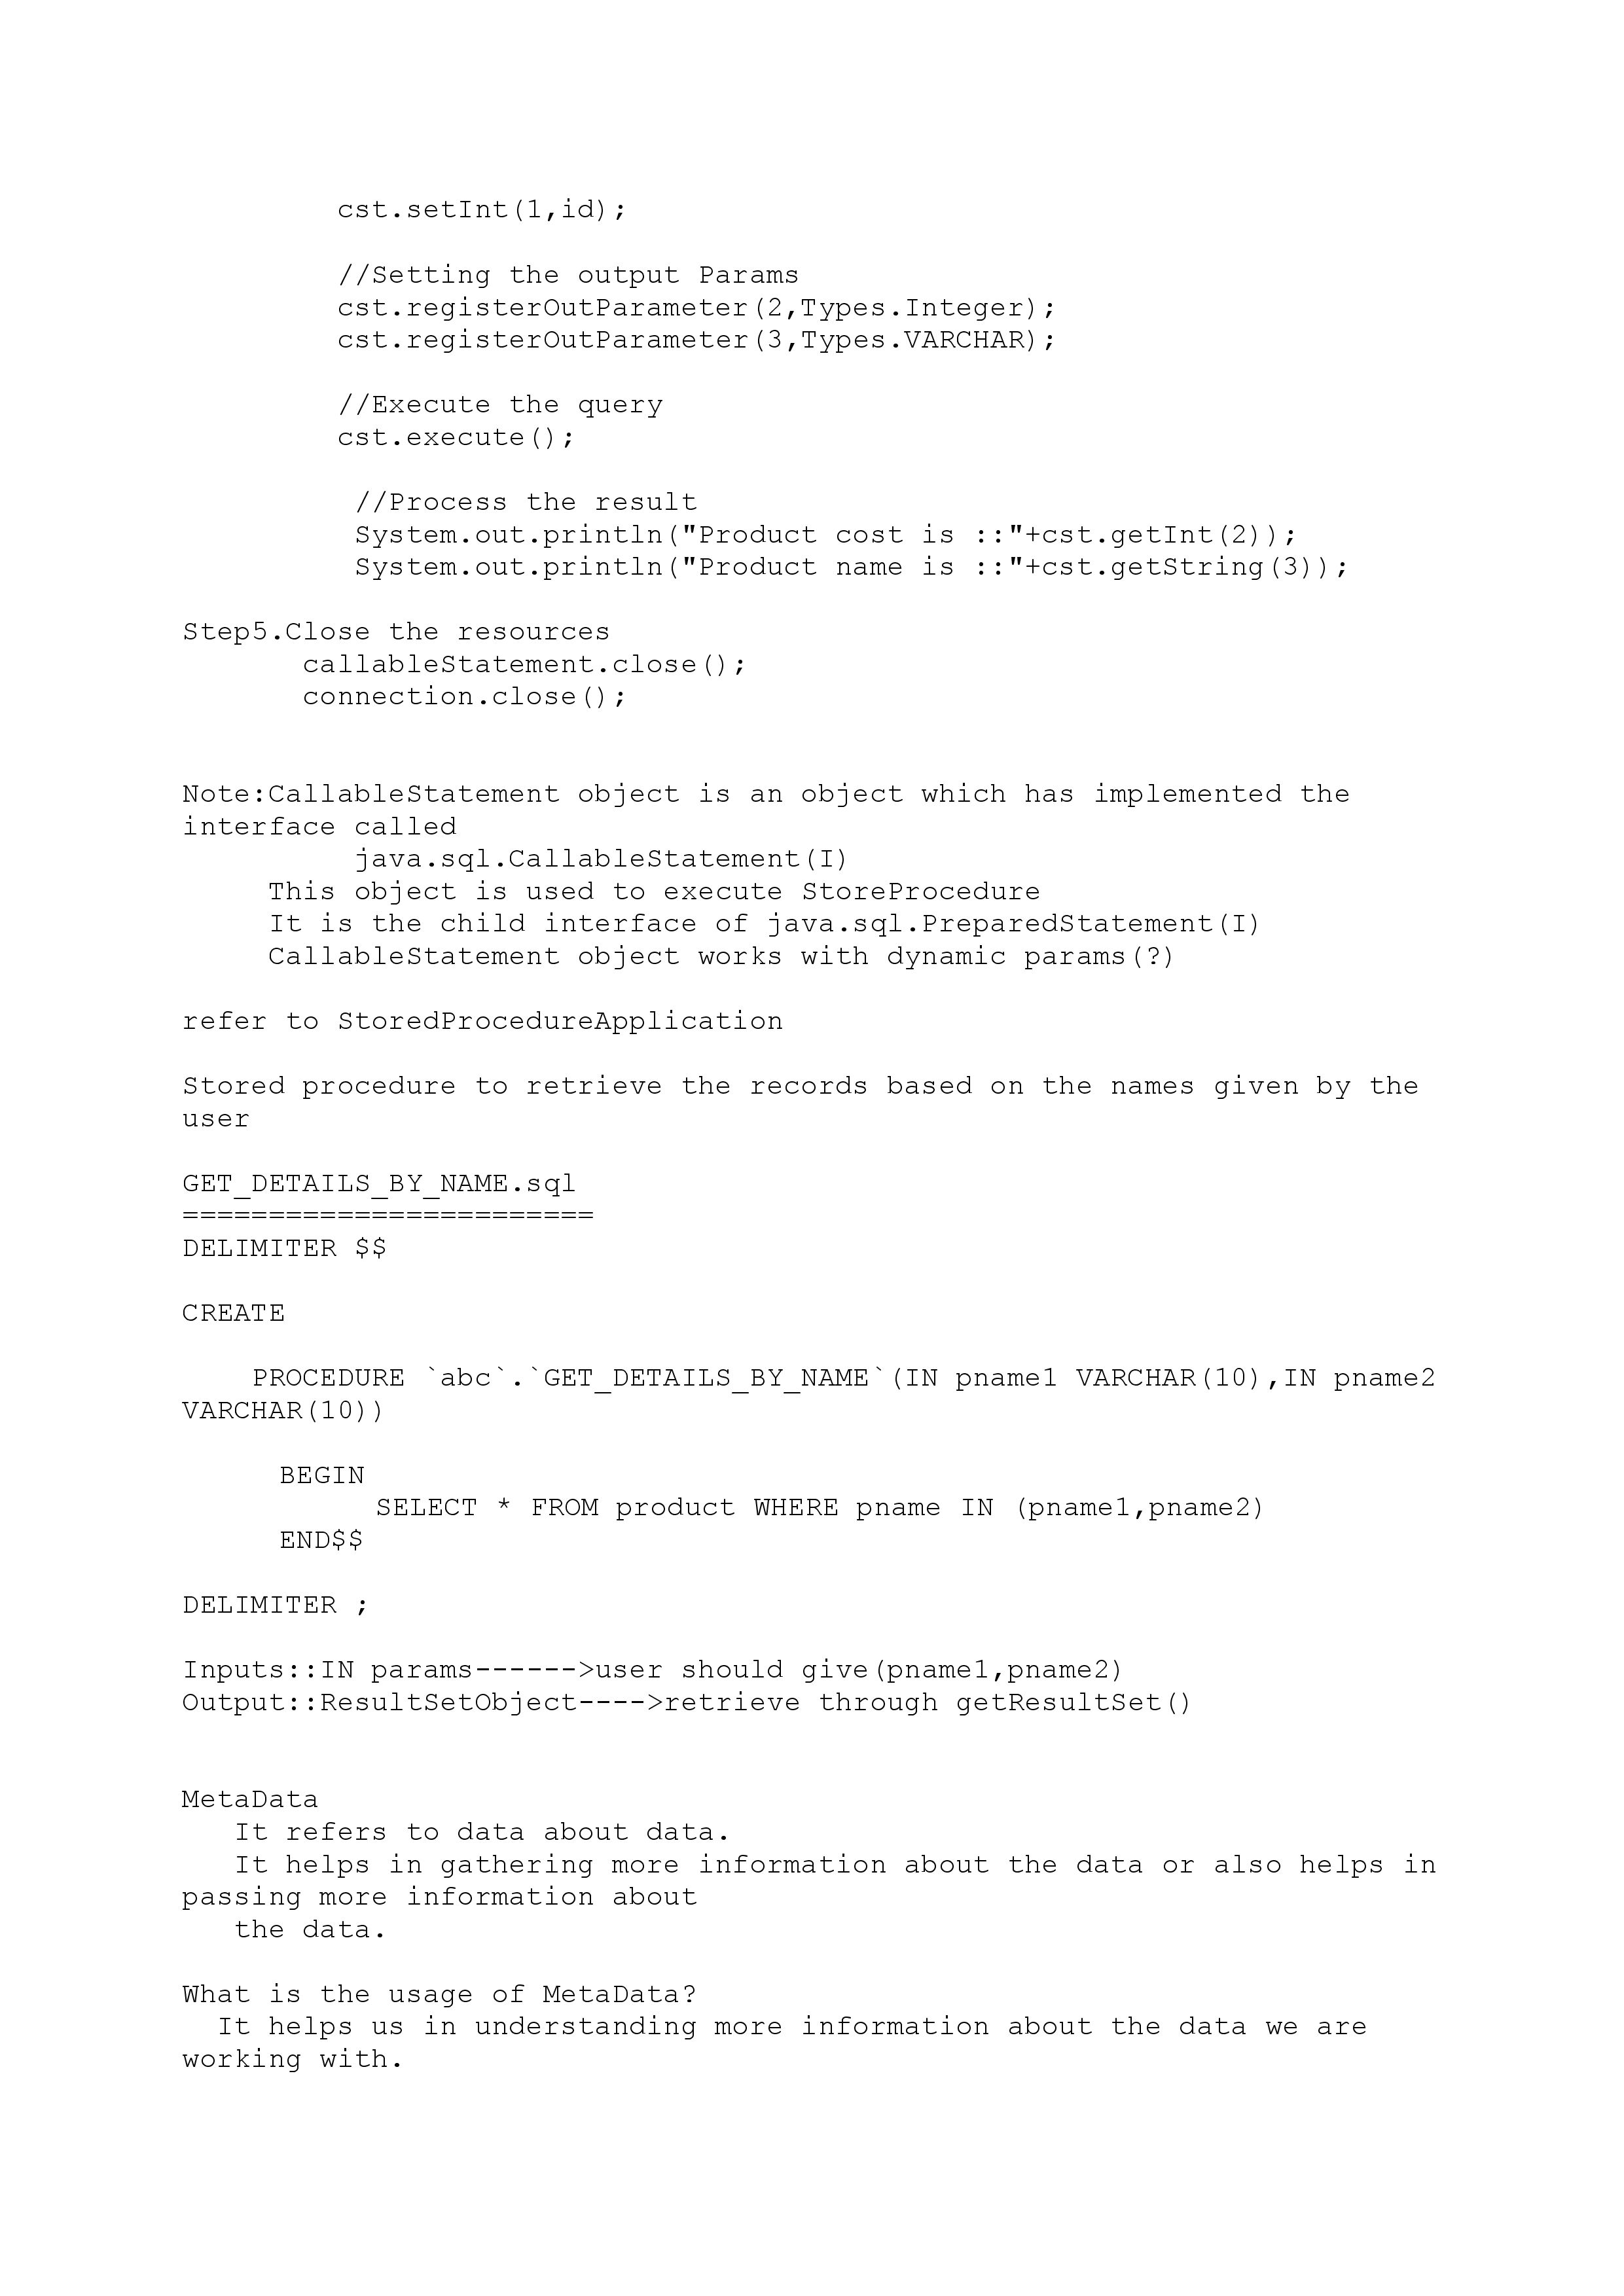 cst.setInt(1,id);
//Setting the output Params
cst.registerOutParameter(2,Types.Integer);
cst.registerOutParameter(3,Types.VARCHAR);
//Execute the query
cst.execute();
//Process the result
System.out.println("Product cost is ::"+cst.getInt(2));
System.out.println("Product name is ::"+cst.getString(3));
Step5.Close the resources
callableStatement.close();
connection.close();
Note:CallableStatement object is an object which has implemented the
interface called
java.sql.CallableStatement(I)
This object is used to execute StoreProcedure
It is the child interface of java.sql.PreparedStatement(I)
CallableStatement object works with dynamic params(?)
refer to StoredProcedureApplication
Stored procedure to retrieve the records based on the names given by the
user
GET_DETAILS_BY_NAME.sql
========================
DELIMITER $$
CREATE
PROCEDURE `abc`.`GET_DETAILS_BY_NAME`(IN pname1 VARCHAR(10),IN pname2
VARCHAR(10))
BEGIN
SELECT * FROM product WHERE pname IN (pname1,pname2)
END$$
DELIMITER ;
Inputs::IN params------>user should give(pname1,pname2)
Output::ResultSetObject---->retrieve through getResultSet()
MetaData
It refers to data about data.
It helps in gathering more information about the data or also helps in
passing more information about
the data.
What is the usage of MetaData?
It helps us in understanding more information about the data we are
working with.